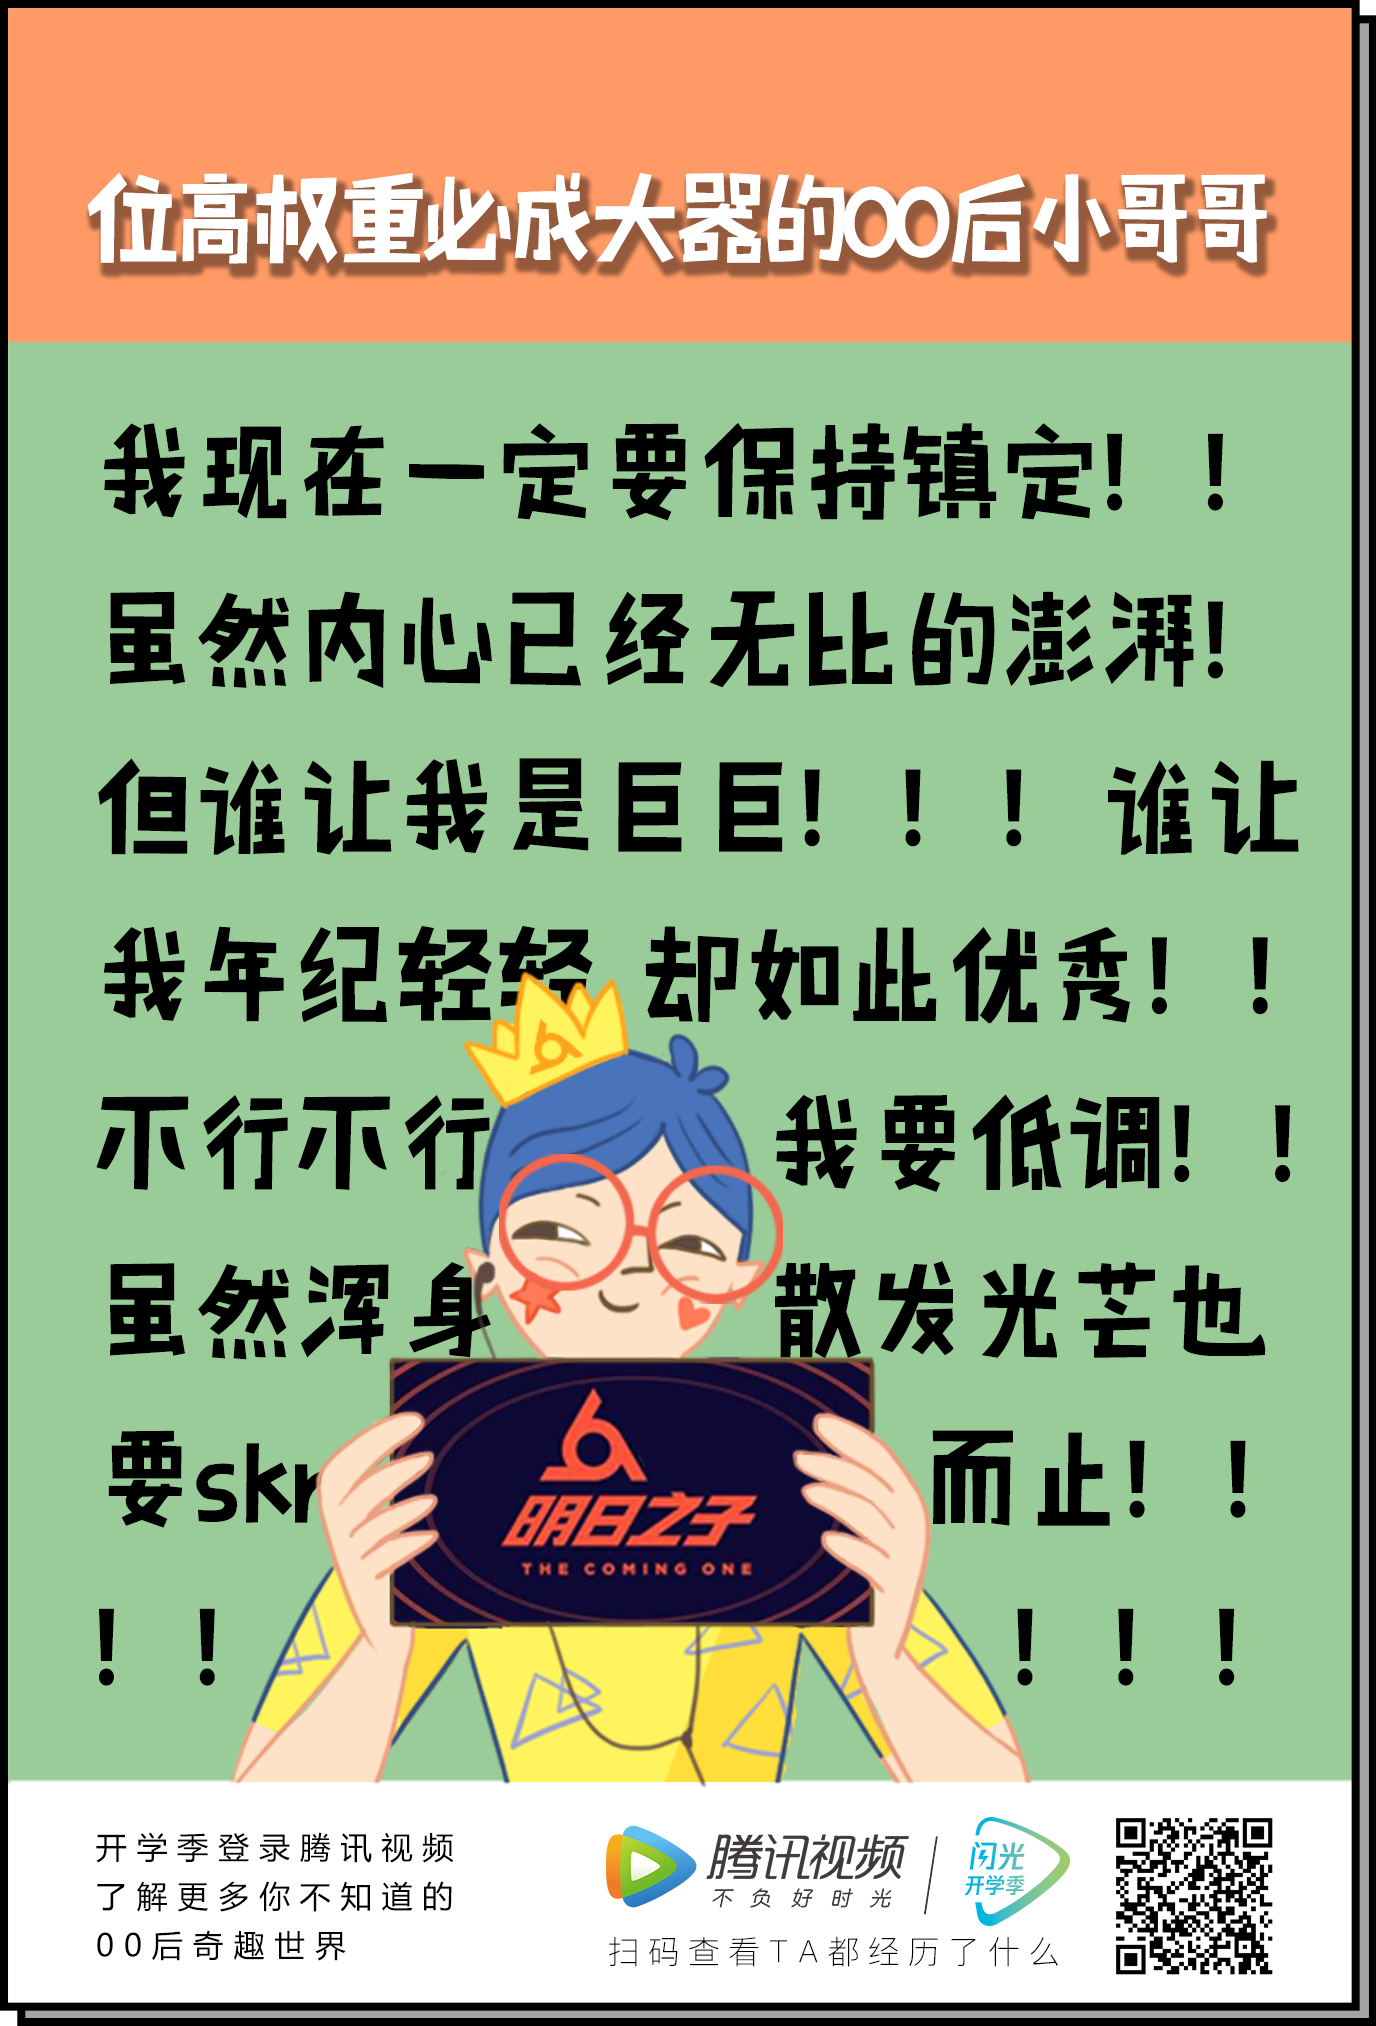 位高权重必成大器的00后小哥哥
我现在一定要保持镇定！！
虽然内心已经无比的澎湃！
但谁让我是巨巨！！！ 谁让
我年纪轻轻 却如此优秀！！
不行不行 我要低调！！
虽然浑身 散发光芒也
要skr 而止！！
！！ ！！！
明日之子
THE COMING ONE
开学季登录腾讯视频
了解更多你不知道的
00后奇趣世界
腾讯视频
不负好时光
闪光
开学季
扫码查看TA都经历了什么